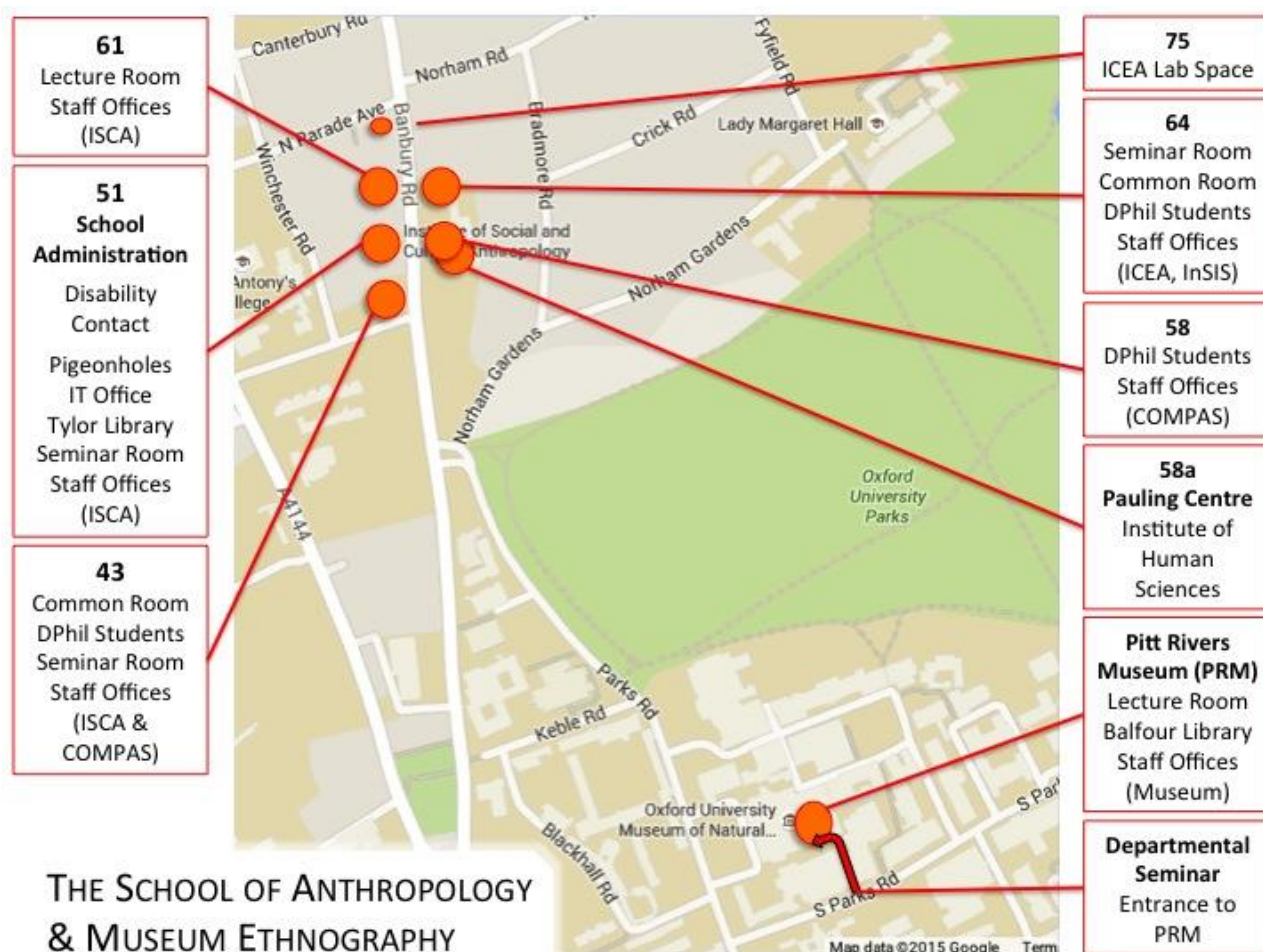 61
Lecture Room
Staff Offices
(ISCA)
51
School
Administration
Disability
Contact
Pigeonholes
IT Office
Tylor Library
Seminar Room
Staff Offices
(ISCA)
43
Common Room
DPhil Students
Seminar Room
Staff Offices
(ISCA &
COMPAS)
Canterbury Rd
Norham Rd
Fyfield Rd
N Parade Ave
Banbury Rd
Bradmore Rd
Crick Rd
Lady Margaret Hall
Winchester Rd
of Social and
Anthropology
Antony's
llege
Norham Gardens
Norham Gardens
A4144
Oxford
University
Parks
Parks Rd
Keble Rd
Blackhall Rd
Oxford University
Museum of Natural...
S Parks Rd
S Par
Map data ©2015 Google
Term
75
ICEA Lab Space
64
Seminar Room
Common Room
DPhil Students
Staff Offices
(ICEA, InSIS)
58
DPhil Students
Staff Offices
(COMPAS)
58a
Pauling Centre
Institute of
Human
Sciences
Pitt Rivers
Museum (PRM)
Lecture Room
Balfour Library
Staff Offices
(Museum)
Departmental
Seminar
Entrance to
PRM
THE SCHOOL OF ANTHROPOLOGY
& MUSEUM ETHNOGRAPHY